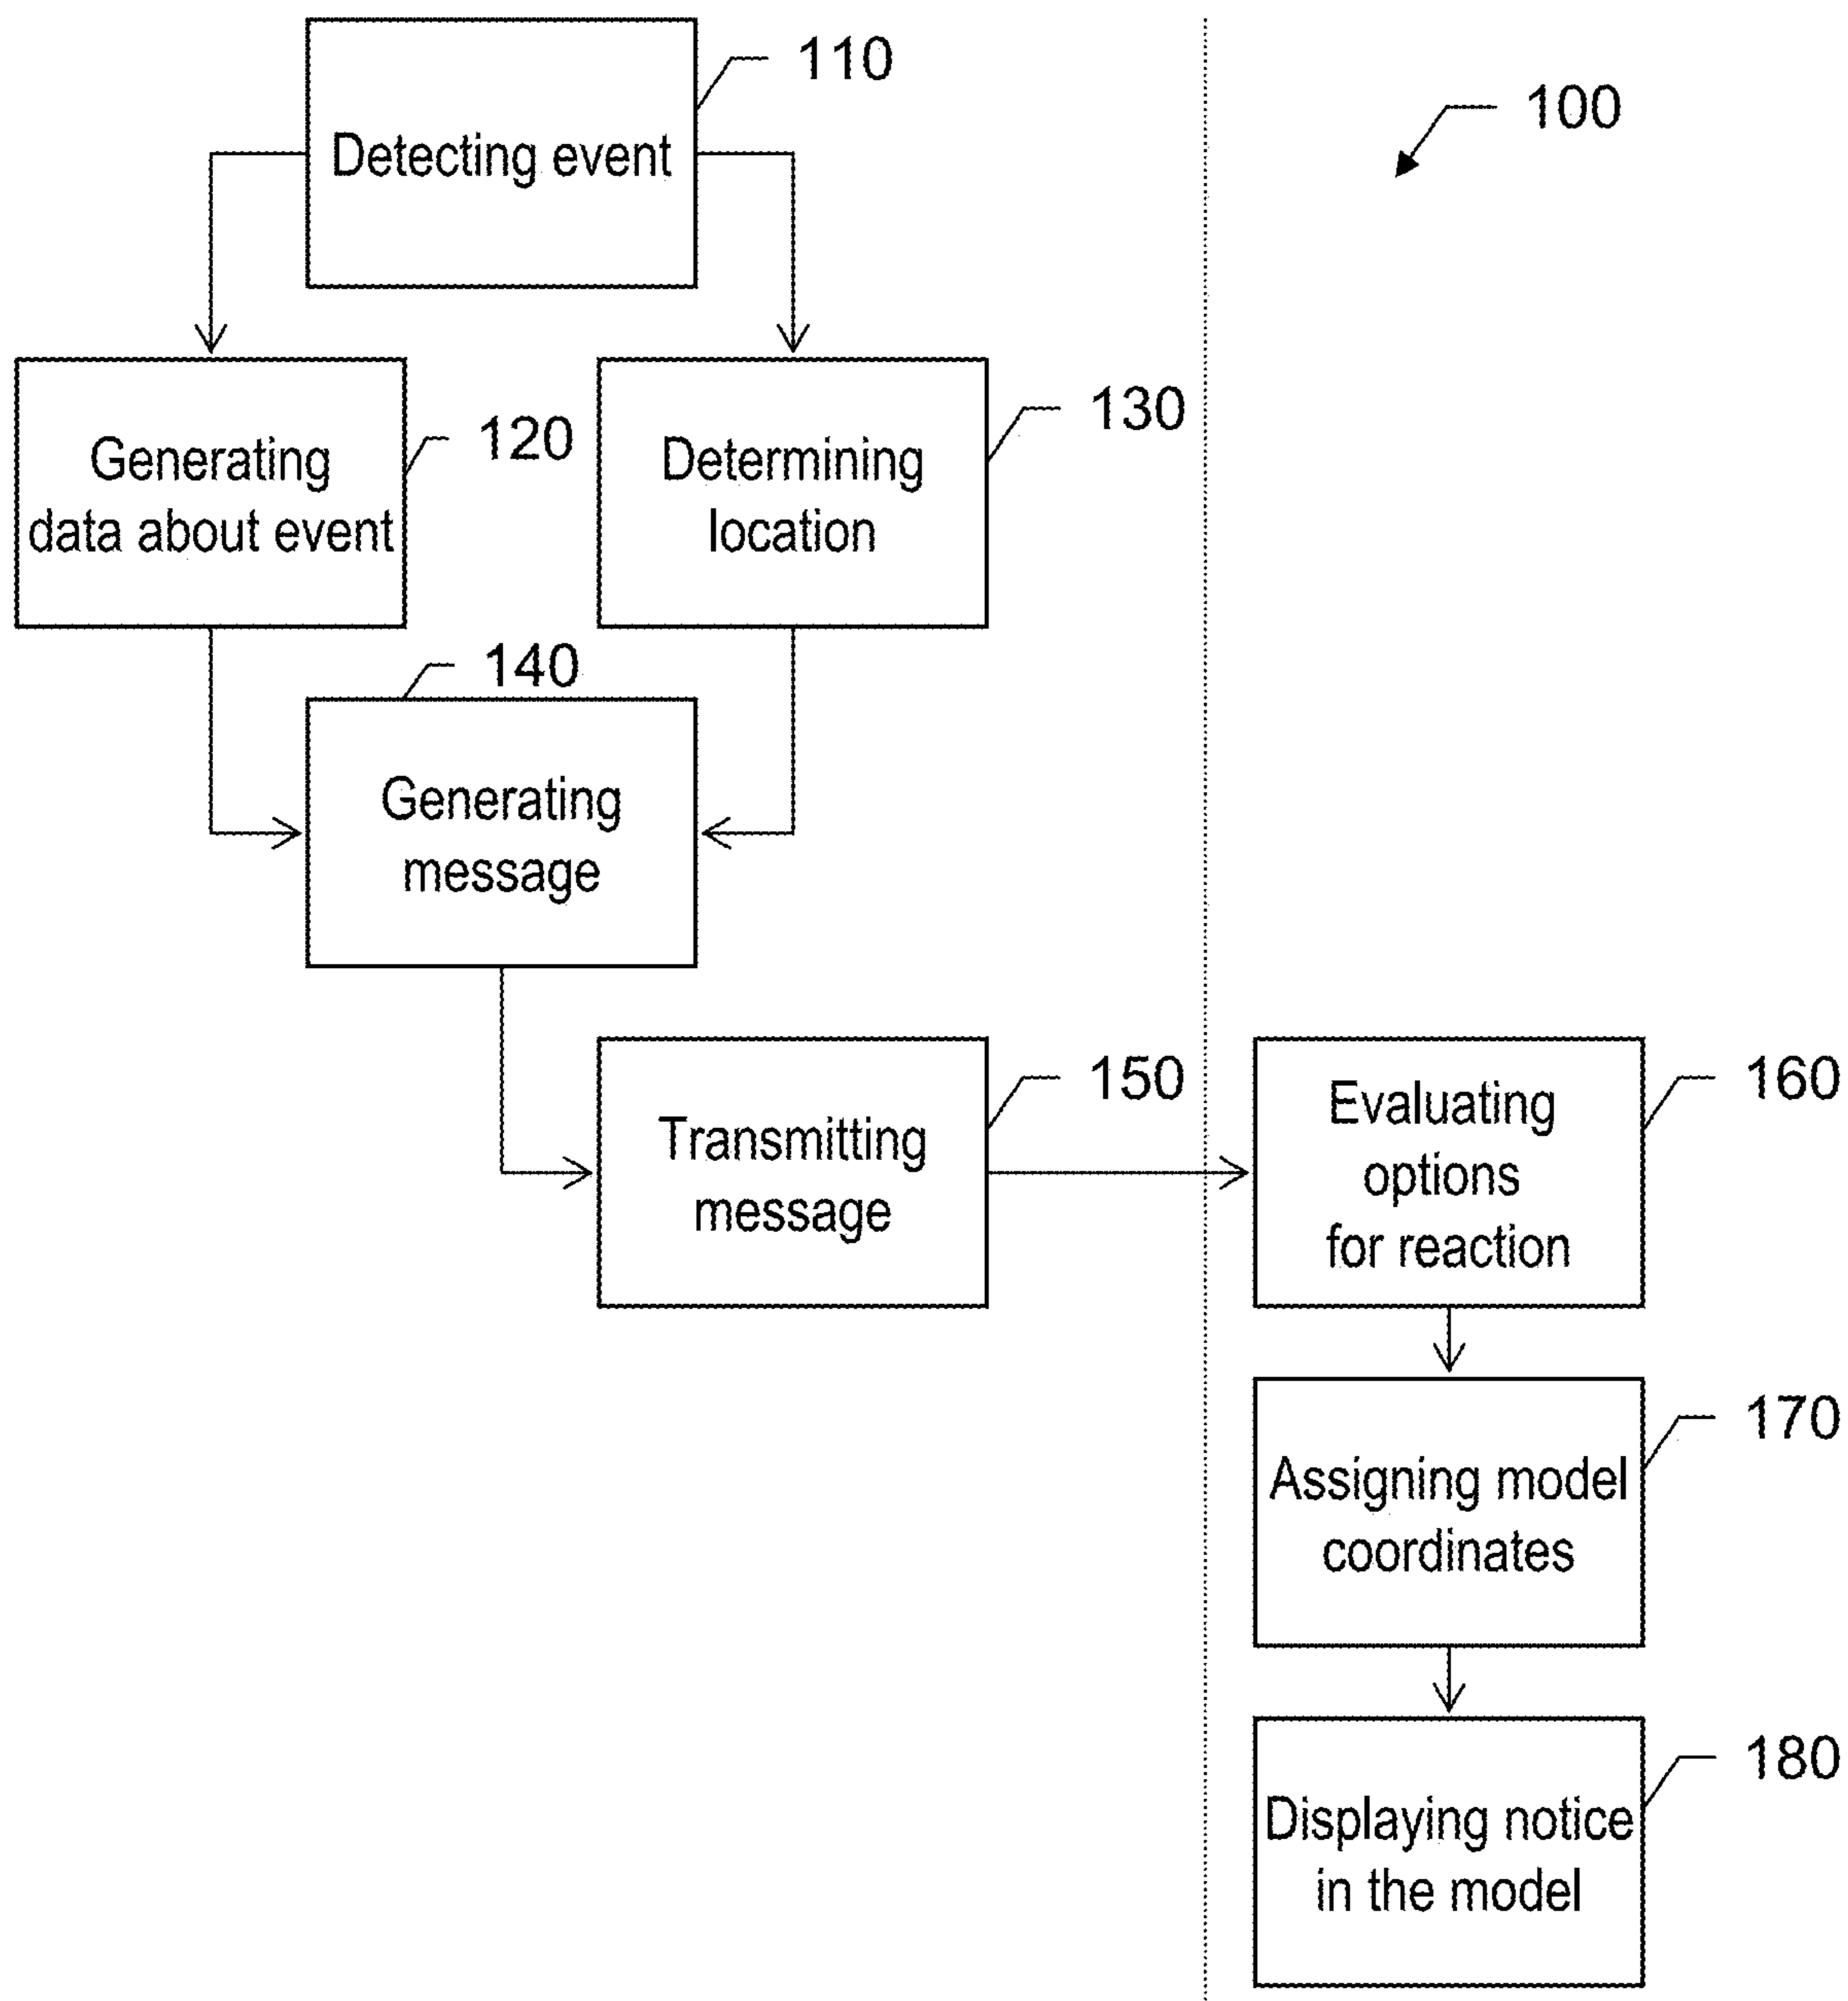 110
100
Detecting event
120
130
Generating
data about event
Determining
location
140
Generating
message
150
160
Transmitting
message
Evaluating
options
for reaction
170
Assigning model
coordinates
180
Displaying notice
in the model